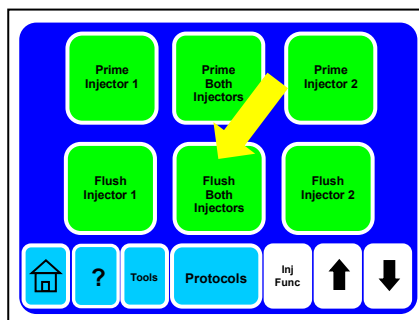 Prime
Injector 1
Prime
Both
Injectors
Prime
Injector 2
Flush
Injector 1
Flush
Both
Injectors
Flush
Injector 2
?
Tools
Protocols
Inj
Func